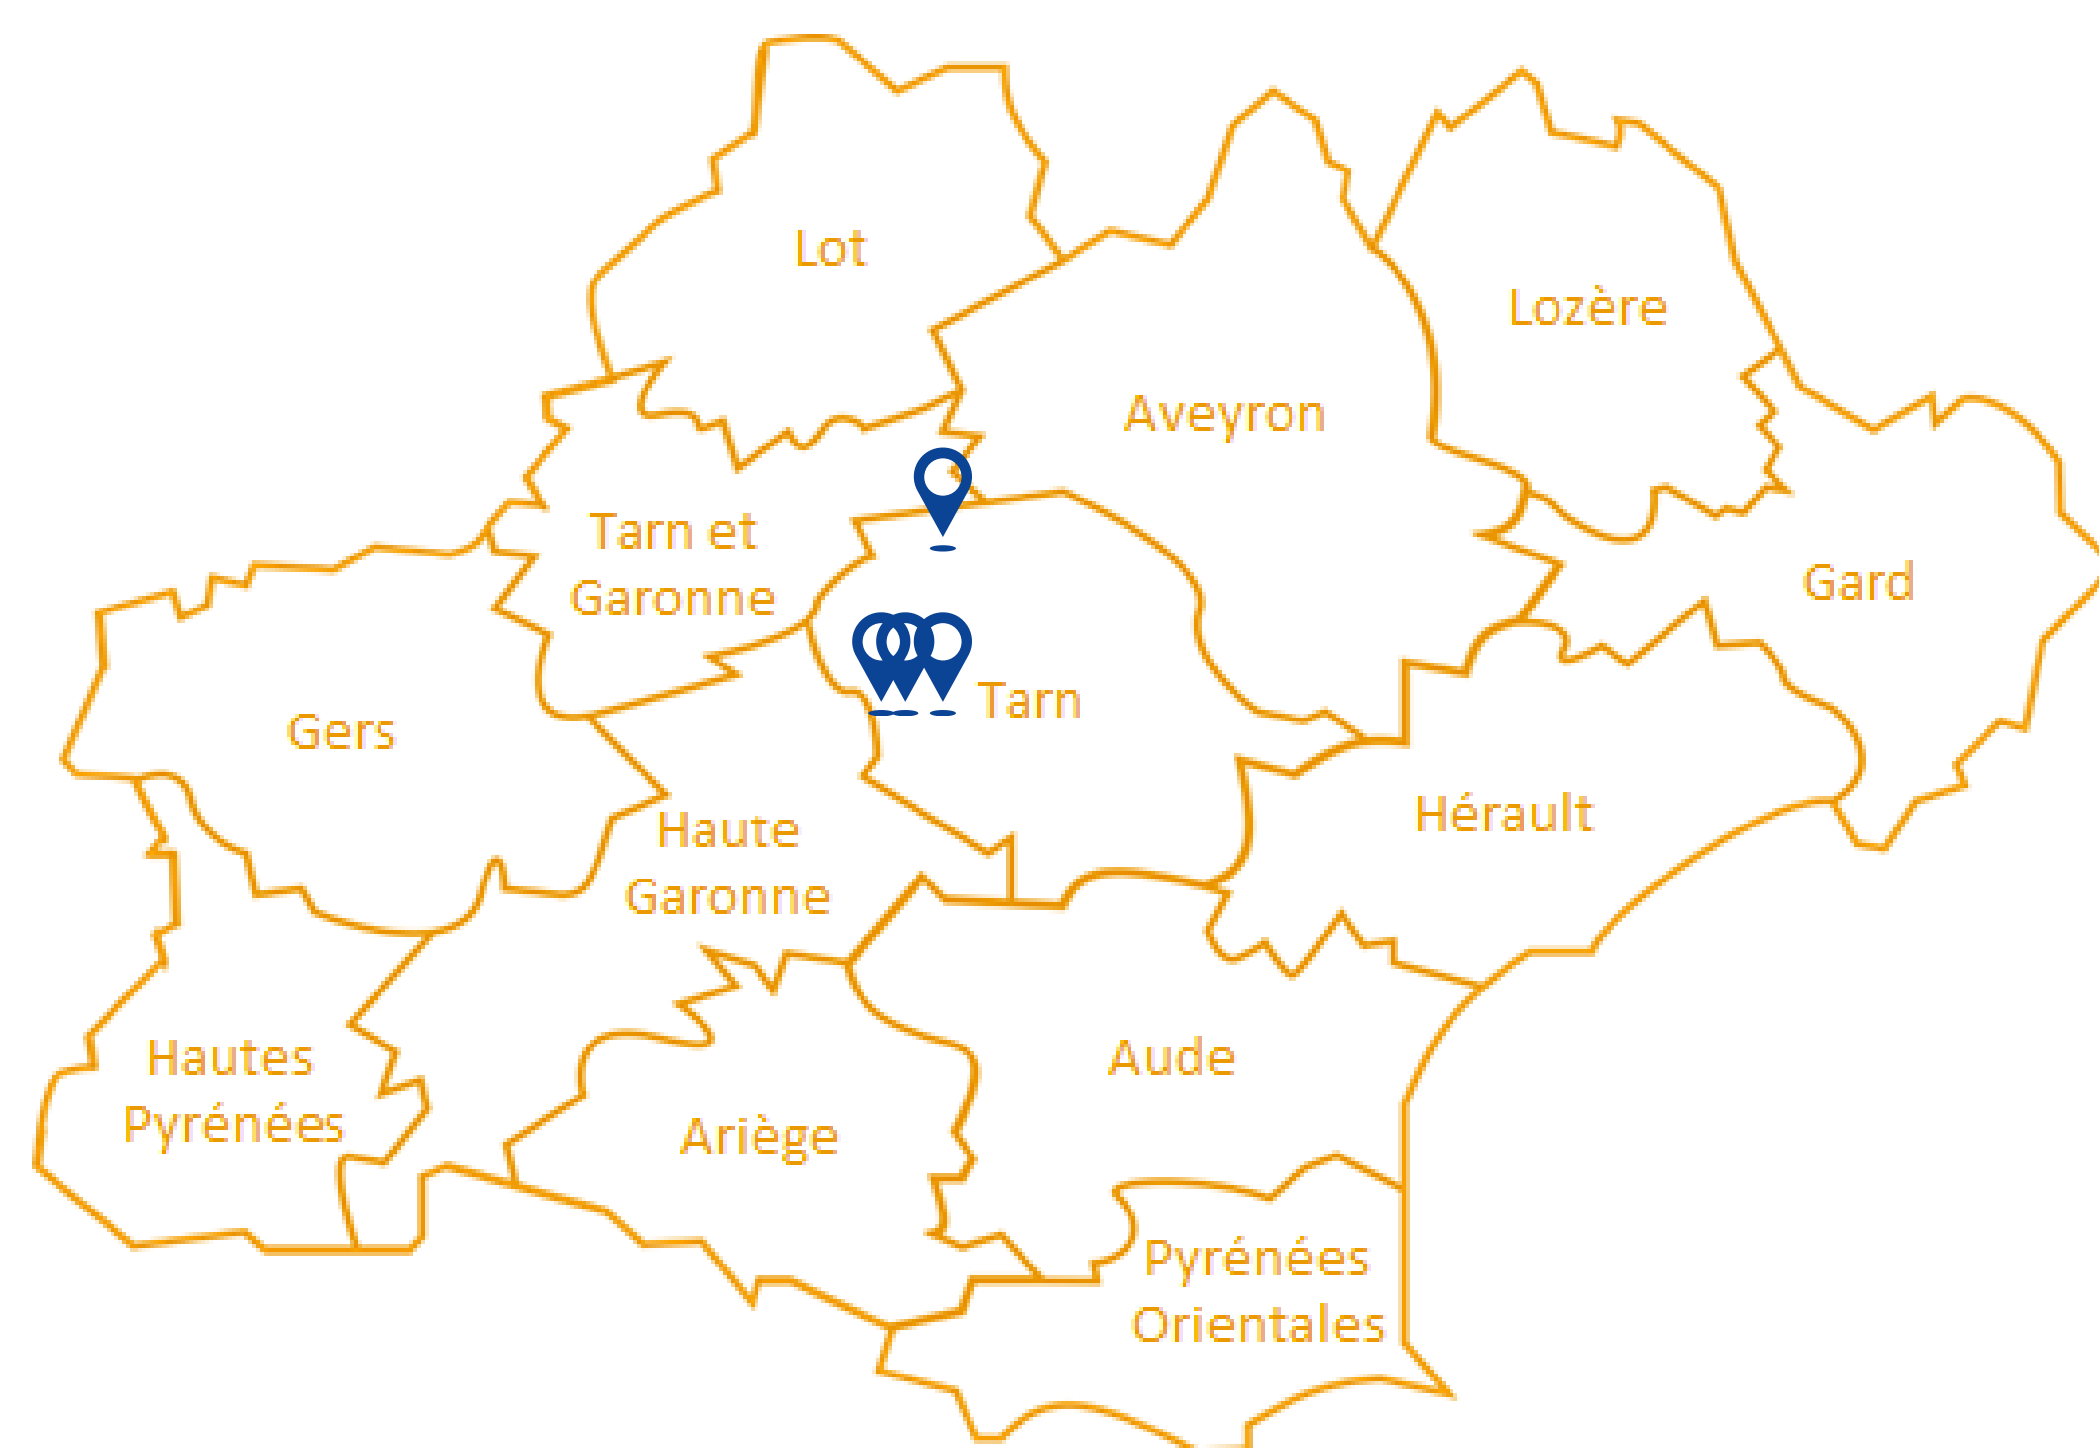 Lot
Lozère
Aveyron
Tarn et
Garonne
Gard
Tarn
Gers
Hérault
Haute
Garonne
Hautes
Pyrénées
Aude
Ariège
Pyrénées
Orientales